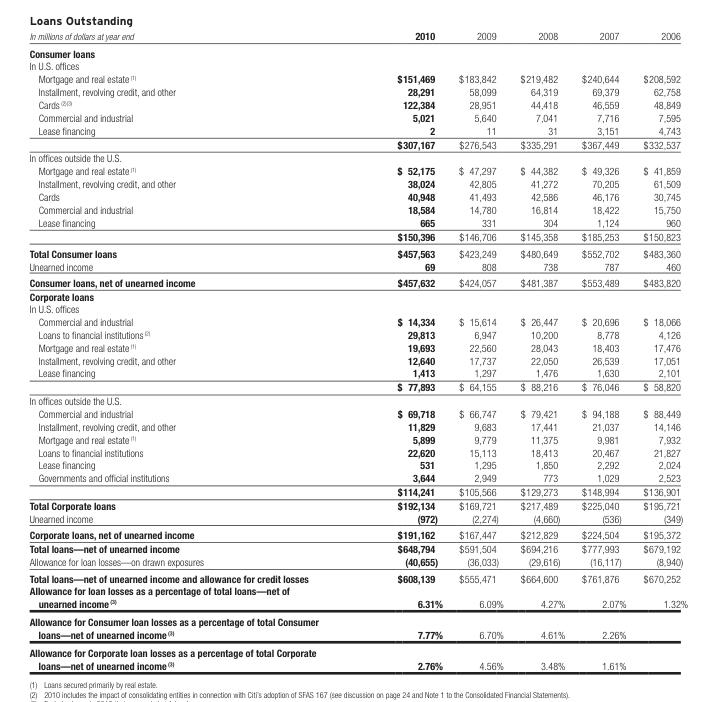 Loans Outstanding
In millions of dollars at year end 2010 2009 2008 2007 2006
Consumer loans
In U.S. offices
Mortgage and real estate (1) $151,469 $183,842 $219,482 $240,644 $208,592
Installment, revolving credit, and other 28,291 58,099 64,319 69,379 62,758
Cards (2)(3) 122,384 28,951 44,418 46,559 48,849
Commercial and industrial 5,021 5,640 7,041 7,716 7,595
Lease financing 2 11 31 3,151 4,743
$307,167 $276,543 $335,291 $367,449 $332,537
In offices outside the U.S.
Mortgage and real estate (1) $ 52,175 $ 47,297 $ 44,382 $ 49,326 $ 41,859
Installment, revolving credit, and other 38,024 42,805 41,272 70,205 61,509
Cards 40,948 41,493 42,586 46,176 30,745
Commercial and industrial 18,584 14,780 16,814 18,422 15,750
Lease financing 665 331 304 1,124 960
$150,396 $146,706 $145,358 $185,253 $150,823
Total Consumer loans $457,563 $423,249 $480,649 $552,702 $483,360
Unearned income 69 808 738 787 460
Consumer loans, net of unearned income $457,632 $424,057 $481,387 $553,489 $483,820
Corporate loans
In U.S. offices
Commercial and industrial $ 14,334 $ 15,614 $ 26,447 $ 20,696 $ 18,066
Loans to financial institutions (2) 29,813 6,947 10,200 8,778 4,126
Mortgage and real estate (1) 19,693 22,560 28,043 18,403 17,476
Installment, revolving credit, and other 12,640 17,737 22,050 26,539 17,051
Lease financing 1,413 1,297 1,476 1,630 2,101
$ 77,893 $ 64,155 $ 88,216 $ 76,046 $ 58,820
In offices outside the U.S.
Commercial and industrial $ 69,718 $ 66,747 $ 79,421 $ 94,188 $ 88,449
Installment, revolving credit, and other 11,829 9,683 17,441 21,037 14,146
Mortgage and real estate (1) 5,899 9,779 11,375 9,981 7,932
Loans to financial institutions 22,620 15,113 18,413 20,467 21,827
Lease financing 531 1,295 1,850 2,292 2,024
Governments and official institutions 3,644 2,949 773 1,029 2,523
$114,241 $105,566 $129,273 $148,994 $136,901
Total Corporate loans $192,134 $169,721 $217,489 $225,040 $195,721
Unearned income (972) (2,274) (4,660) (536) (349)
Corporate loans, net of unearned income $191,162 $167,447 $212,829 $224,504 $195,372
Total loans—net of unearned income $648,794 $591,504 $694,216 $777,993 $679,192
Allowance for loan losses—on drawn exposures (40,655) (36,033) (29,616) (16,117) (8,940)
Total loans—net of unearned income and allowance for credit losses $608,139 $555,471 $664,600 $761,876 $670,252
Allowance for loan losses as a percentage of total loans—net of
unearned income (3) 6.31% 6.09% 4.27% 2.07% 1.32%
Allowance for Consumer loan losses as a percentage of total Consumer
loans—net of unearned income (3) 7.77% 6.70% 4.61% 2.26%
Allowance for Corporate loan losses as a percentage of total Corporate
loans—net of unearned income (3) 2.76% 4.56% 3.48% 1.61%
(1) Loans secured primarily by real estate.
(2) 2010 includes the impact of consolidating entities in connection with Citi's adoption of SFAS 167 (see discussion on page 24 and Note 1 to the Consolidated Financial Statements).